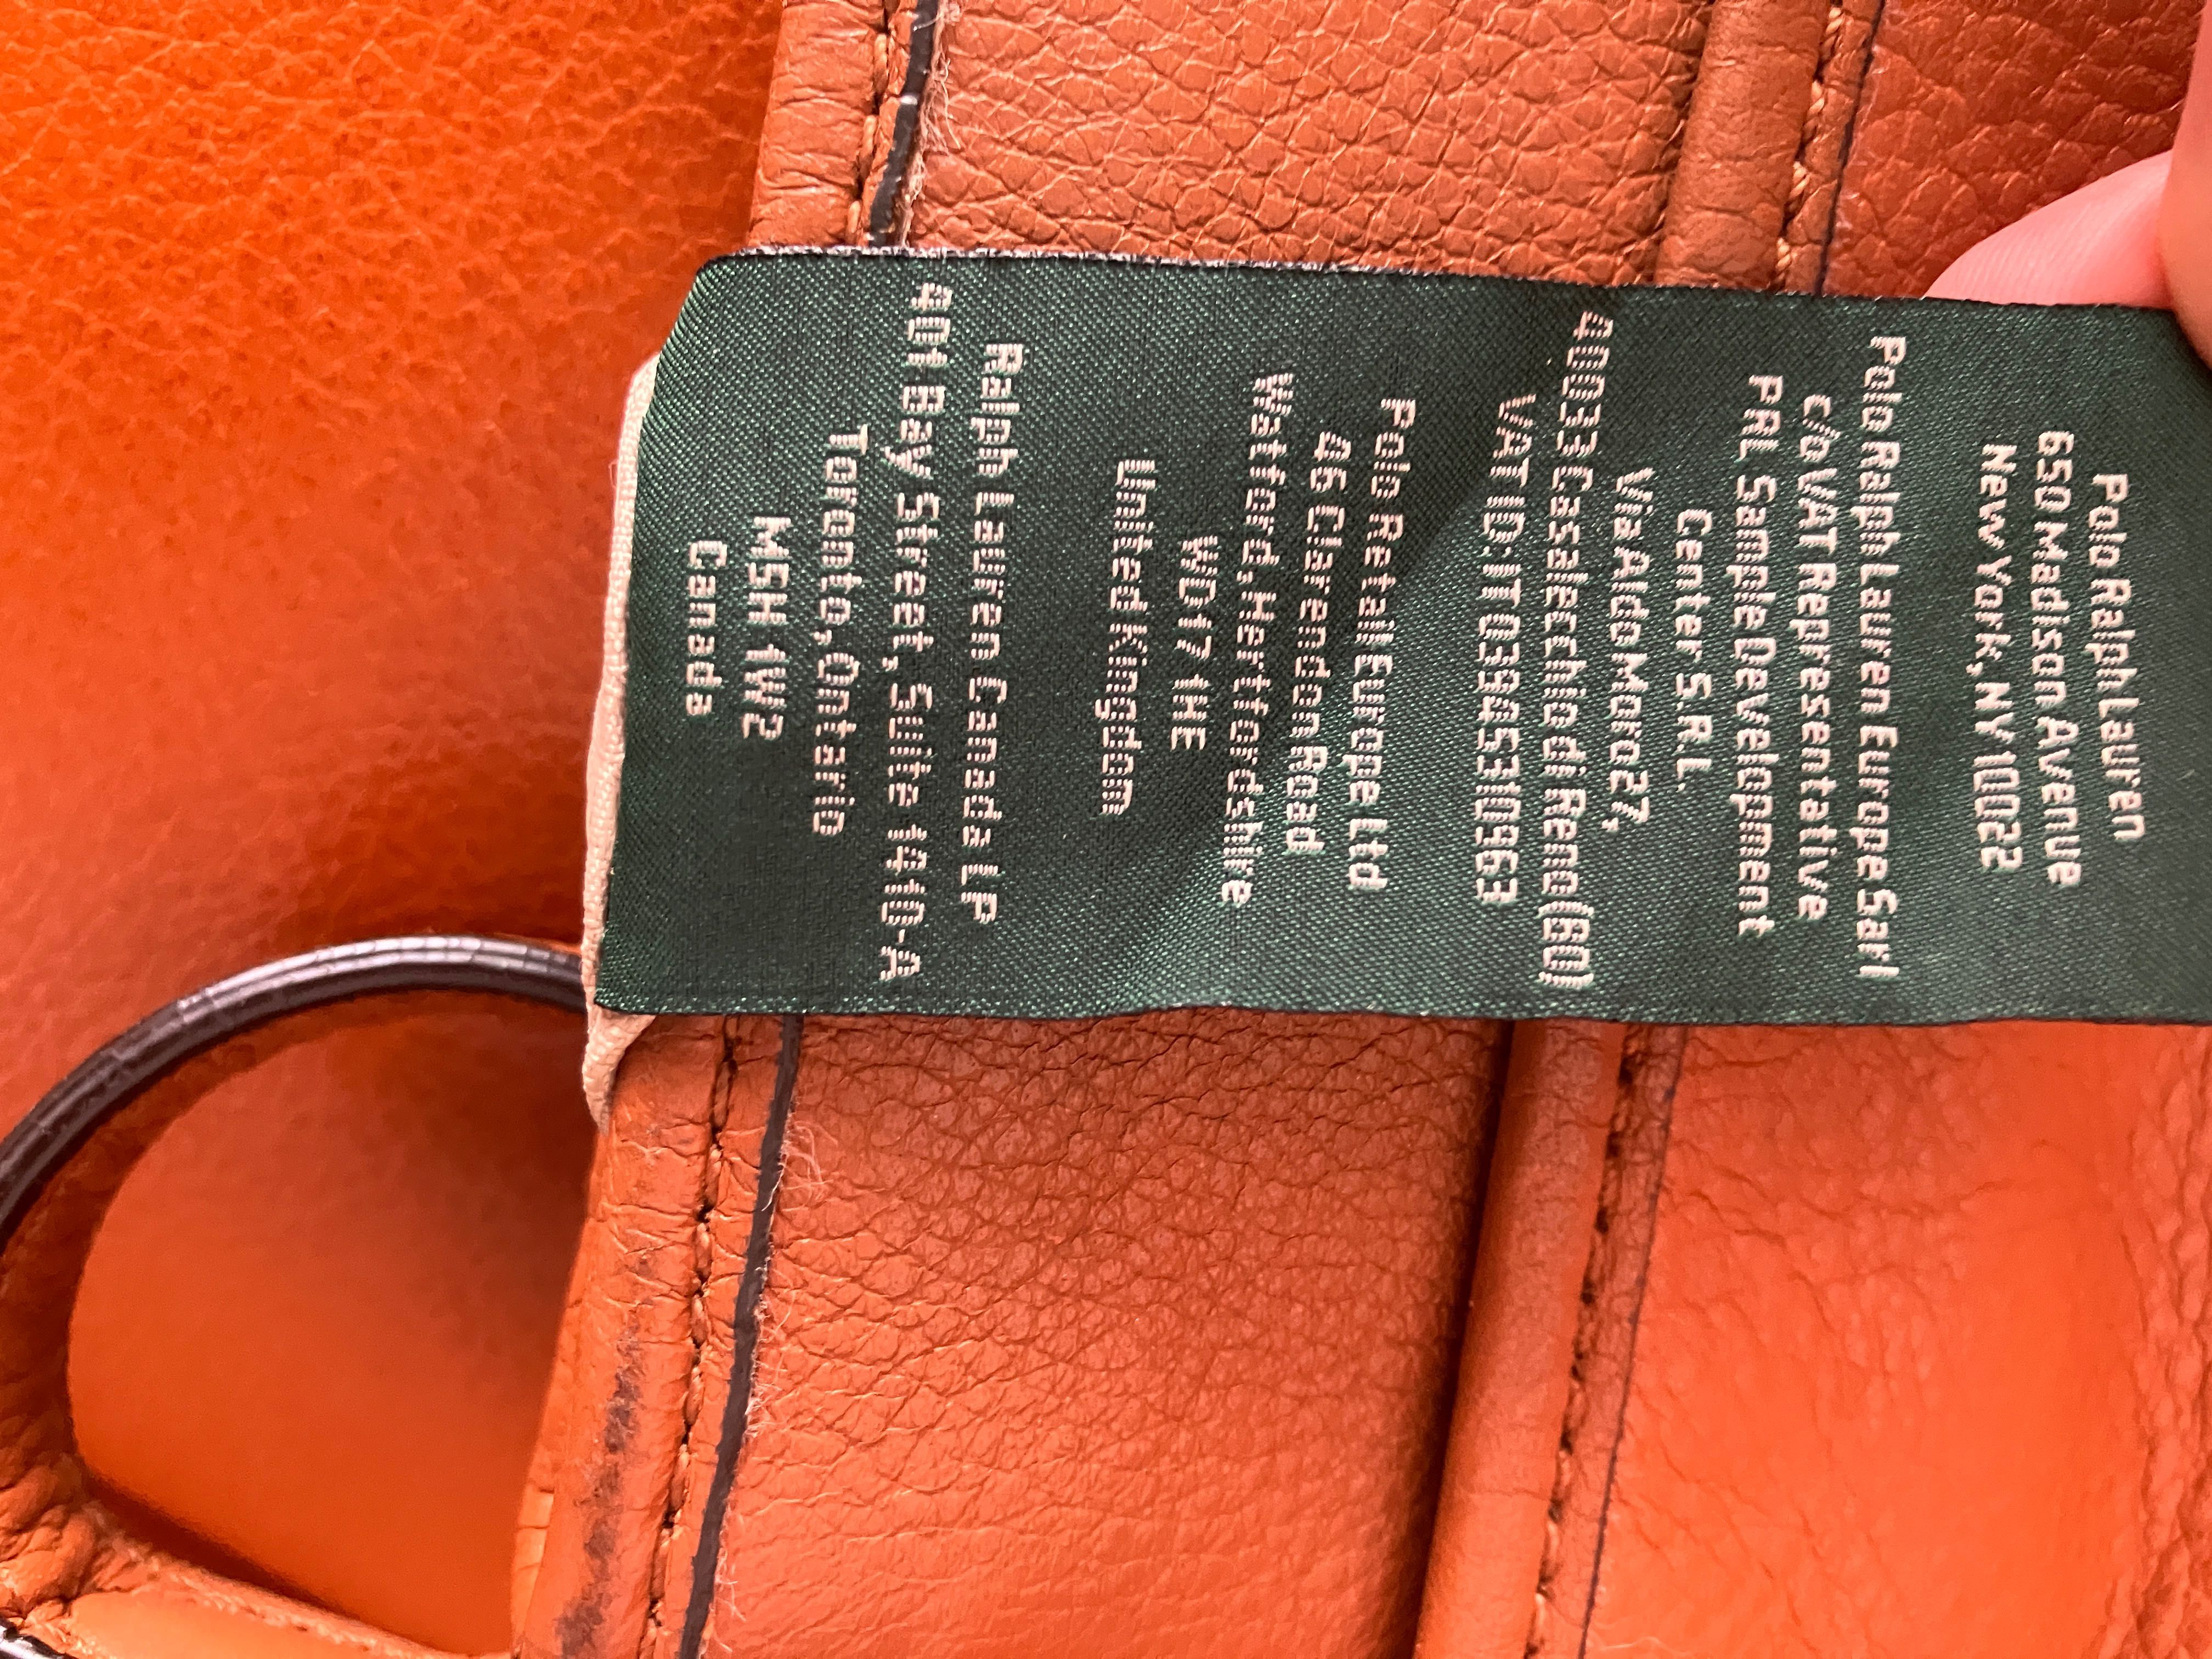 Polo Ralph Lauren
650 Madison Avenue
New York, NY 10022
Polo Ralph Lauren Europe Sarl
c/o VAT Representative
PRL Sample Development
Center S.R.L.
Via Aldo Moro 27,
40033 Casalecchio di Reno (BO)
VAT ID: IT 03945310963
Polo Retail Europe Ltd
46 Clarendon Road
Watford, Hertfordshire
WD17 1HE
United Kingdom
Ralph Lauren Canada LP
401 Bay Street, Suite 1410-A
Toronto, Ontario
M5H 1W2
Canada